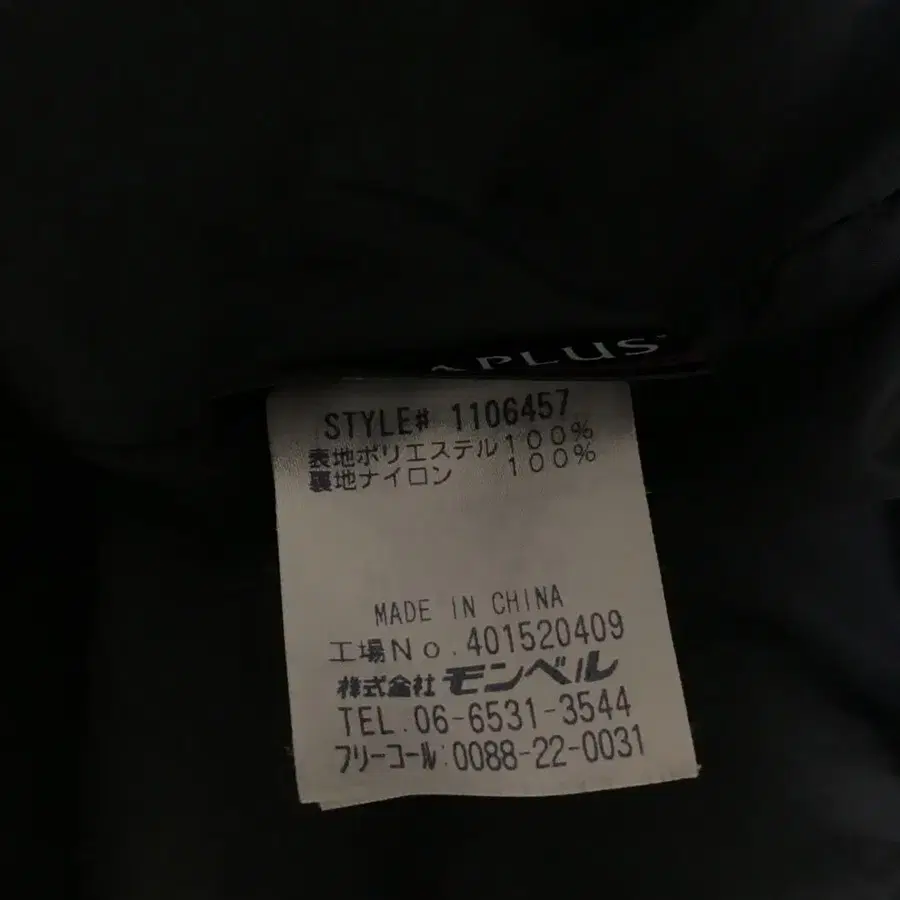 A PLUS
STYLE# 1106457
表地ポリエステル100%
裏地ナイロン 100%
MADE IN CHINA
工場No.401520409
株式会社モンベル
TEL.06-6531-3544
フリーコール:0088-22-0031